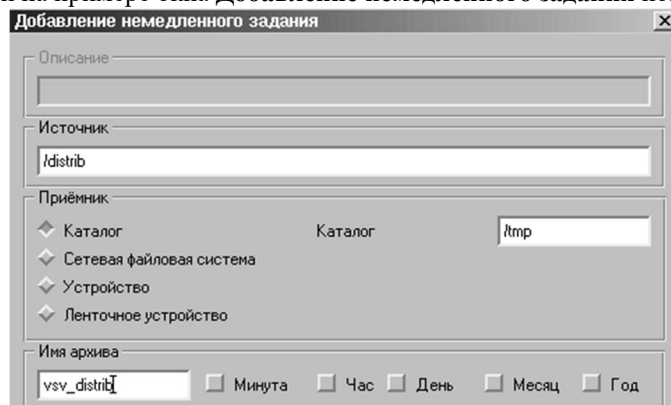 Добавление немедленного задания
Описание
Источник
/distrib
Приёмник
Каталог Каталог /tmp
Сетевая файловая система
Устройство
Ленточное устройство
Имя архива
vsv_distrib Минута Час День Месяц Год